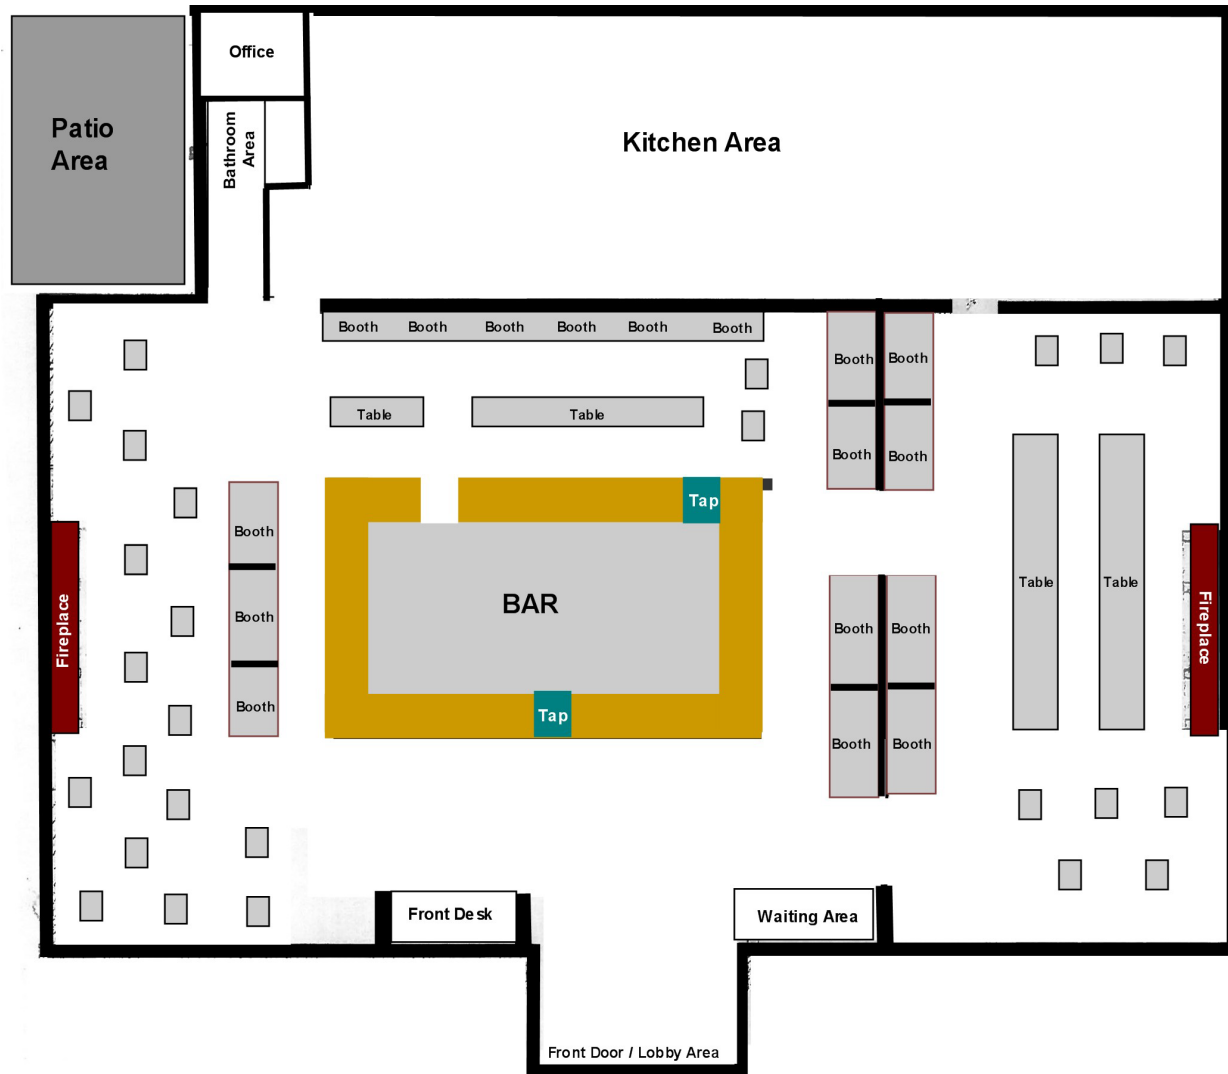 Office
Patio
Area
Bathroom
Area
Kitchen Area
Booth Booth Booth Booth Booth Booth
Booth Booth
Table Table
Booth Booth
Tap
Booth
Booth
Booth
BAR
Tap
Fireplace
Booth Booth
Booth Booth
Table Table
Fireplace
Front Desk
Waiting Area
Front Door / Lobby Area